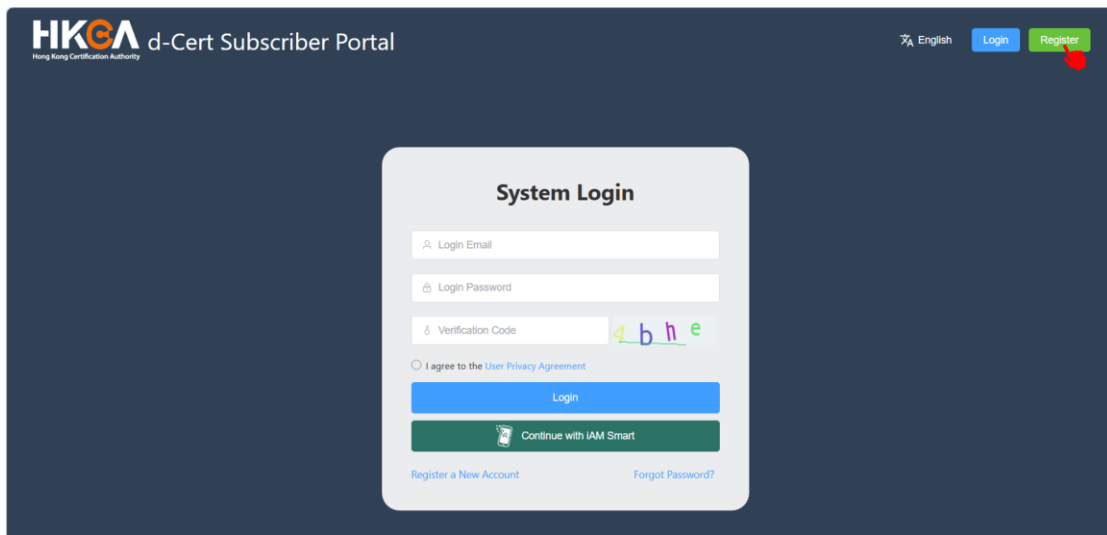 HKCA d-Cert Subscriber Portal
Hong Kong Certification Authority
English Login Register
System Login
Login Email
Login Password
Verification Code 4 b h e
I agree to the User Privacy Agreement
Login
Continue with iAM Smart
Register a New Account Forgot Password?